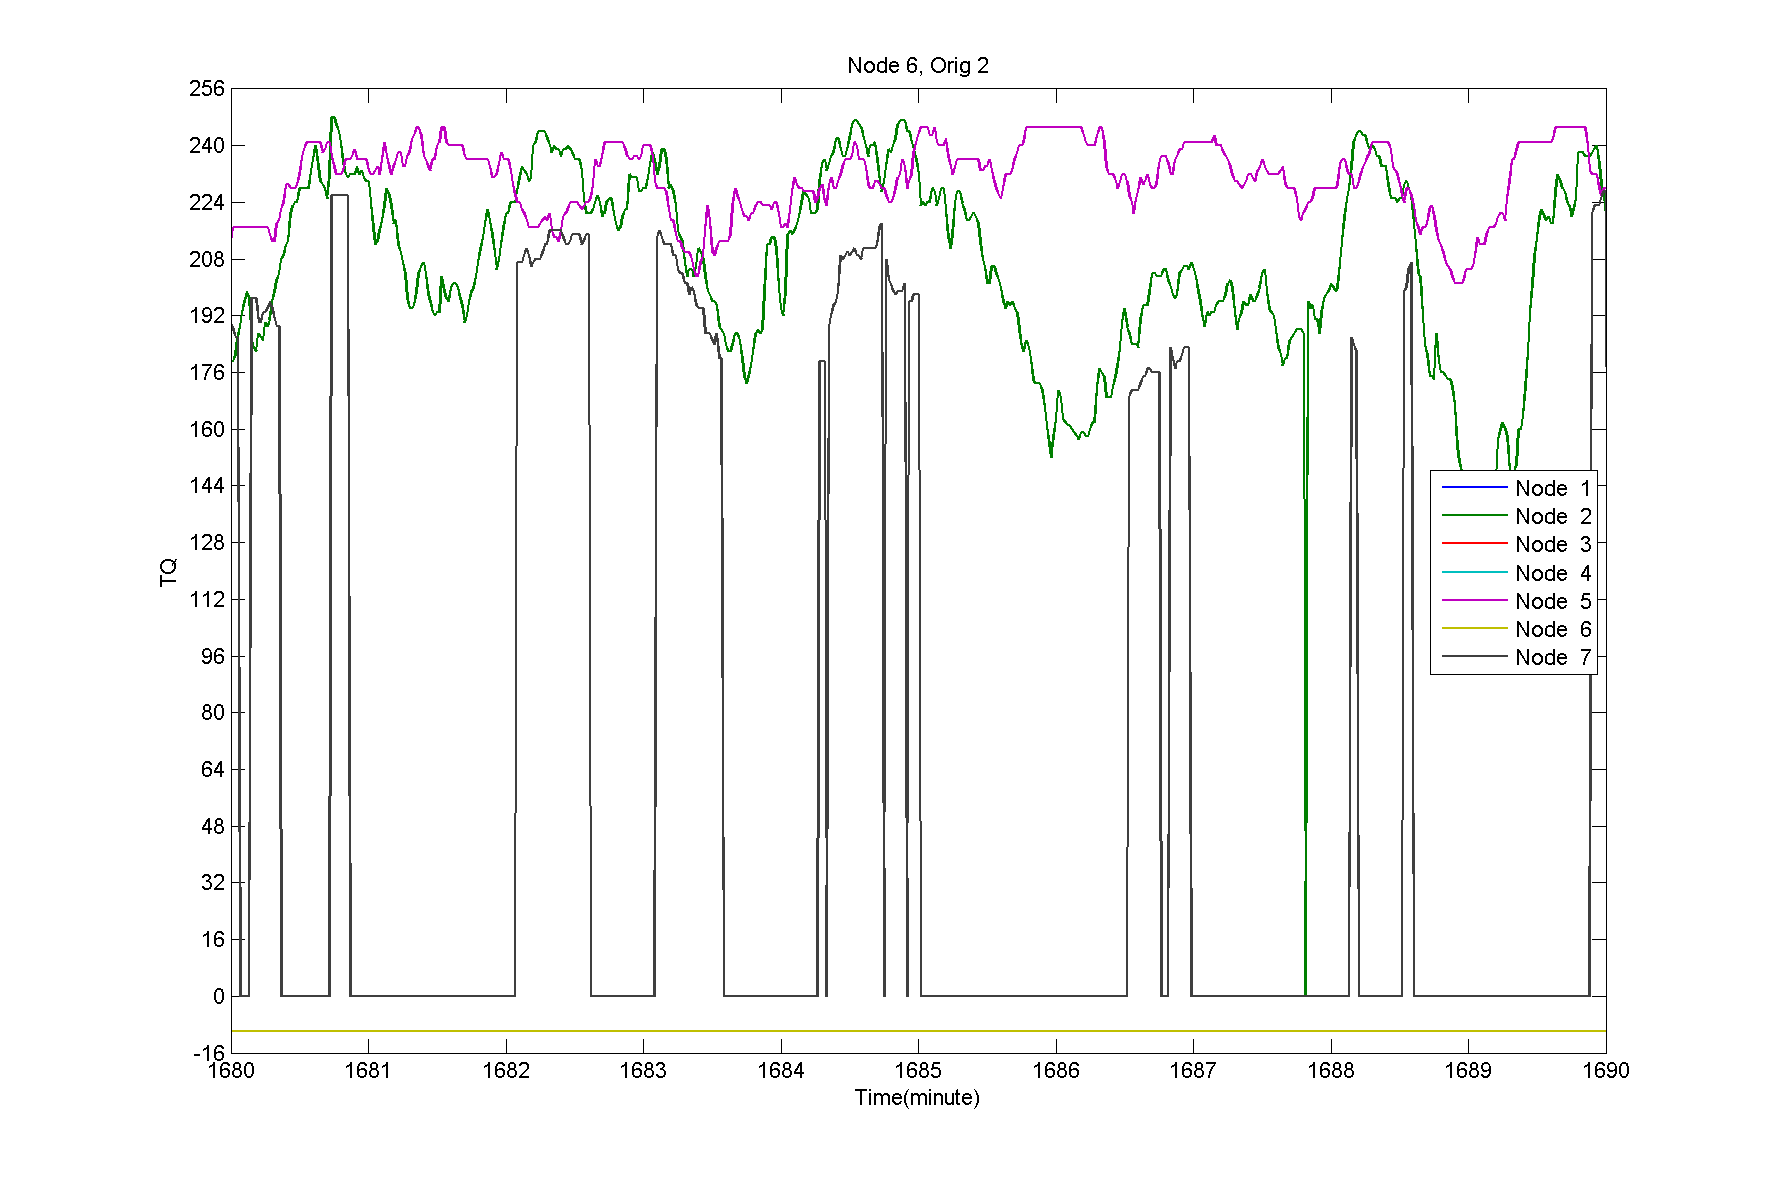 Node 6, Orig 2
256
240
224
208
192
176
160
144
128
112
96
80
64
48
32
16
0
-16
TQ
Node 1
Node 2
Node 3
Node 4
Node 5
Node 6
Node 7
1680 1681 1682 1683 1684 1685 1686 1687 1688 1689 1690
Time(minute)